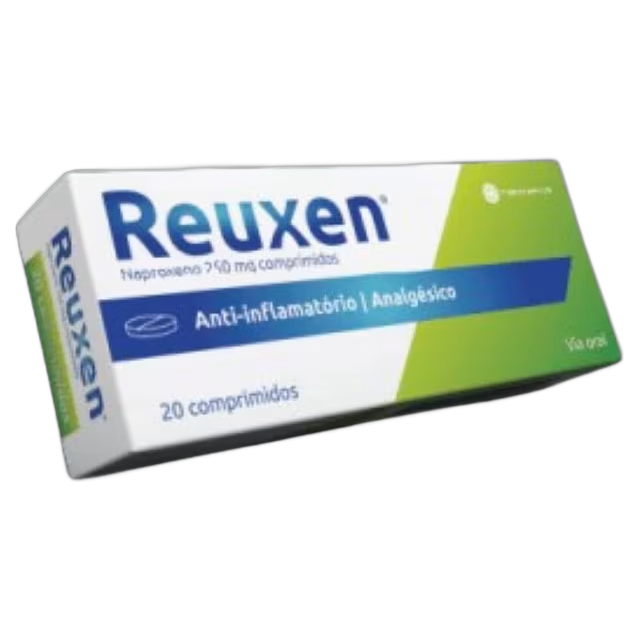 Reuxen®
Naproxeno 250 mg comprimidos
Anti-inflamatório | Analgésico
Via oral
20 comprimidos
Reuxen